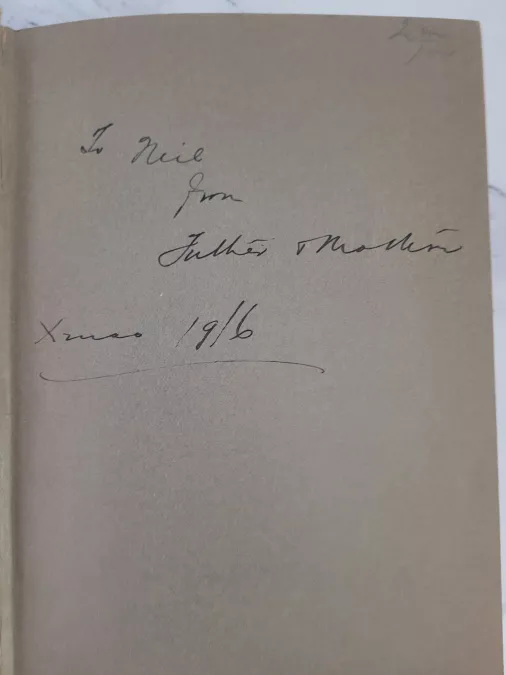 To Neil
from
Father & Mother
Xmas 1916